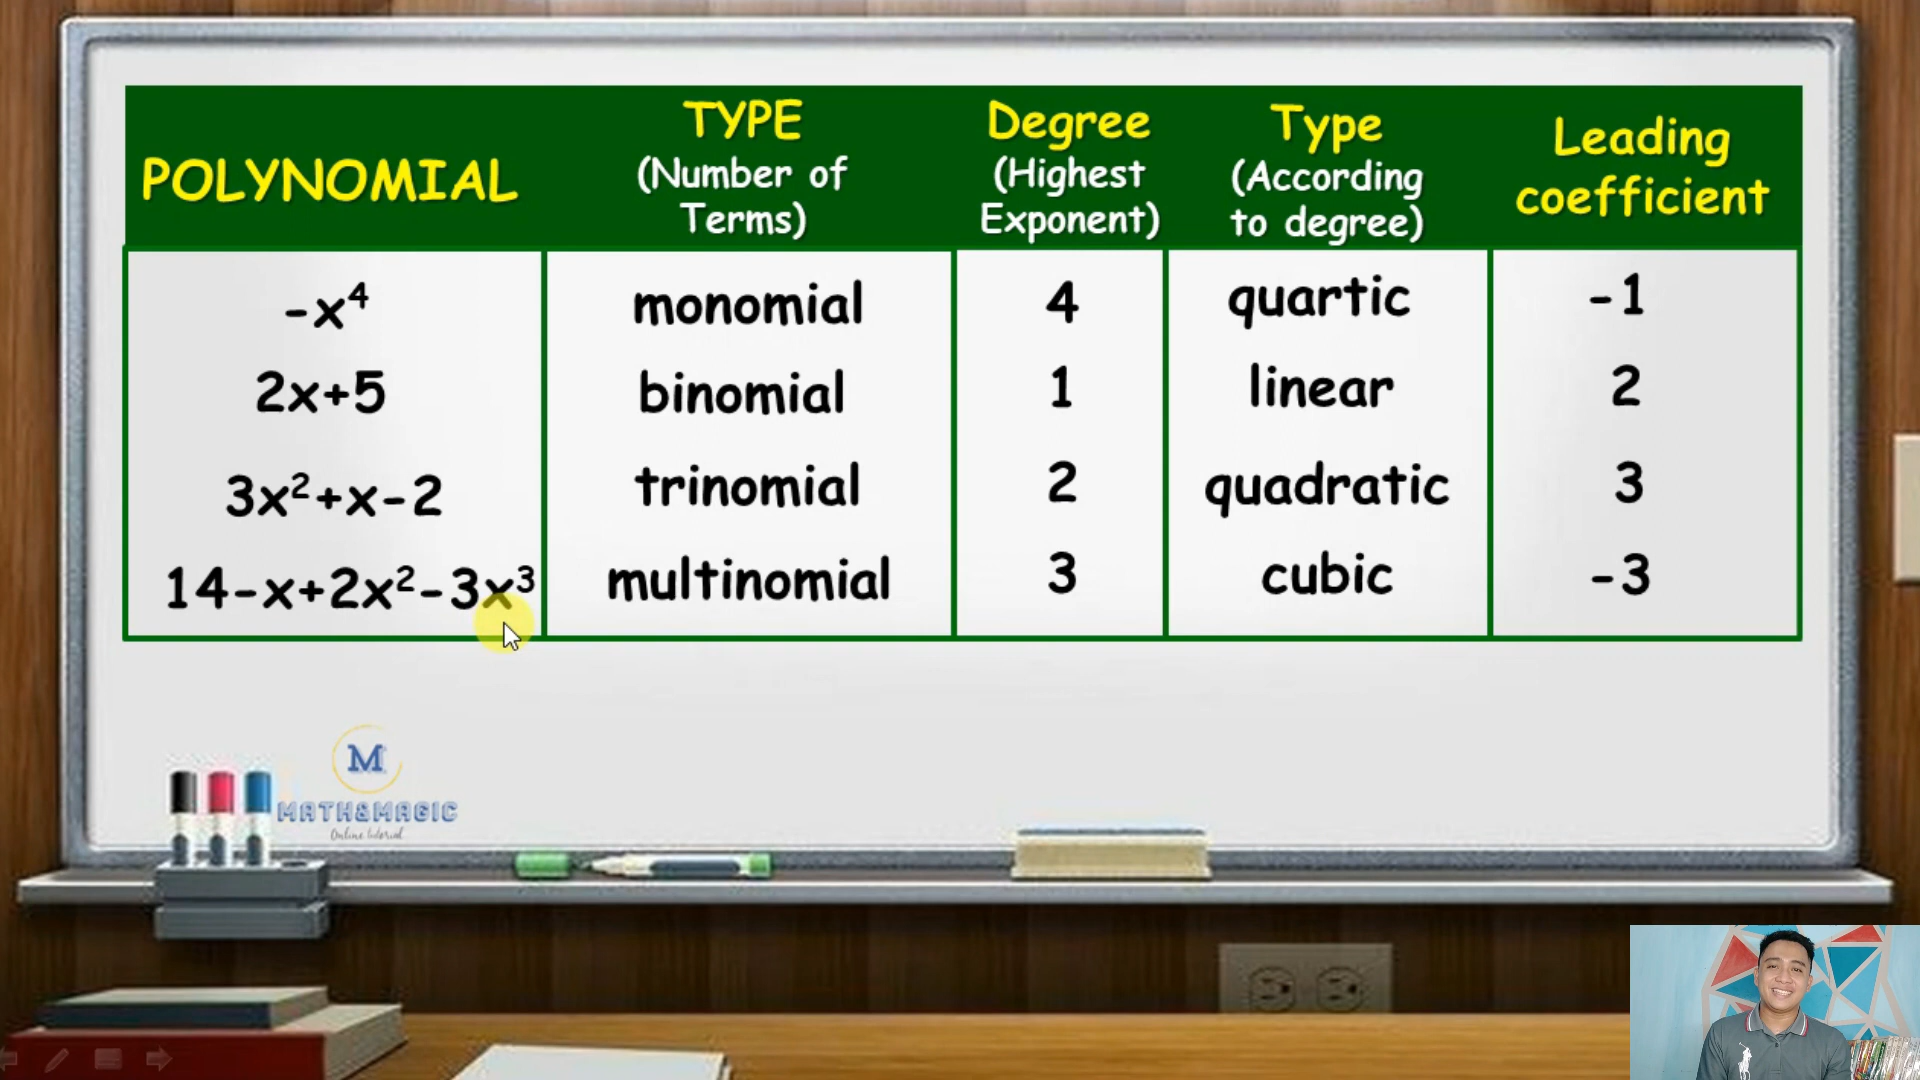 POLYNOMIAL
TYPE
(Number of
Terms)
Degree
(Highest
Exponent)
Type
(According
to degree)
Leading
coefficient
-x⁴ monomial 4 quartic -1
2x+5 binomial 1 linear 2
3x²+x-2 trinomial 2 quadratic 3
14-x+2x²-3x³ multinomial 3 cubic -3
M
MATH&MAGIC
Online tutorial